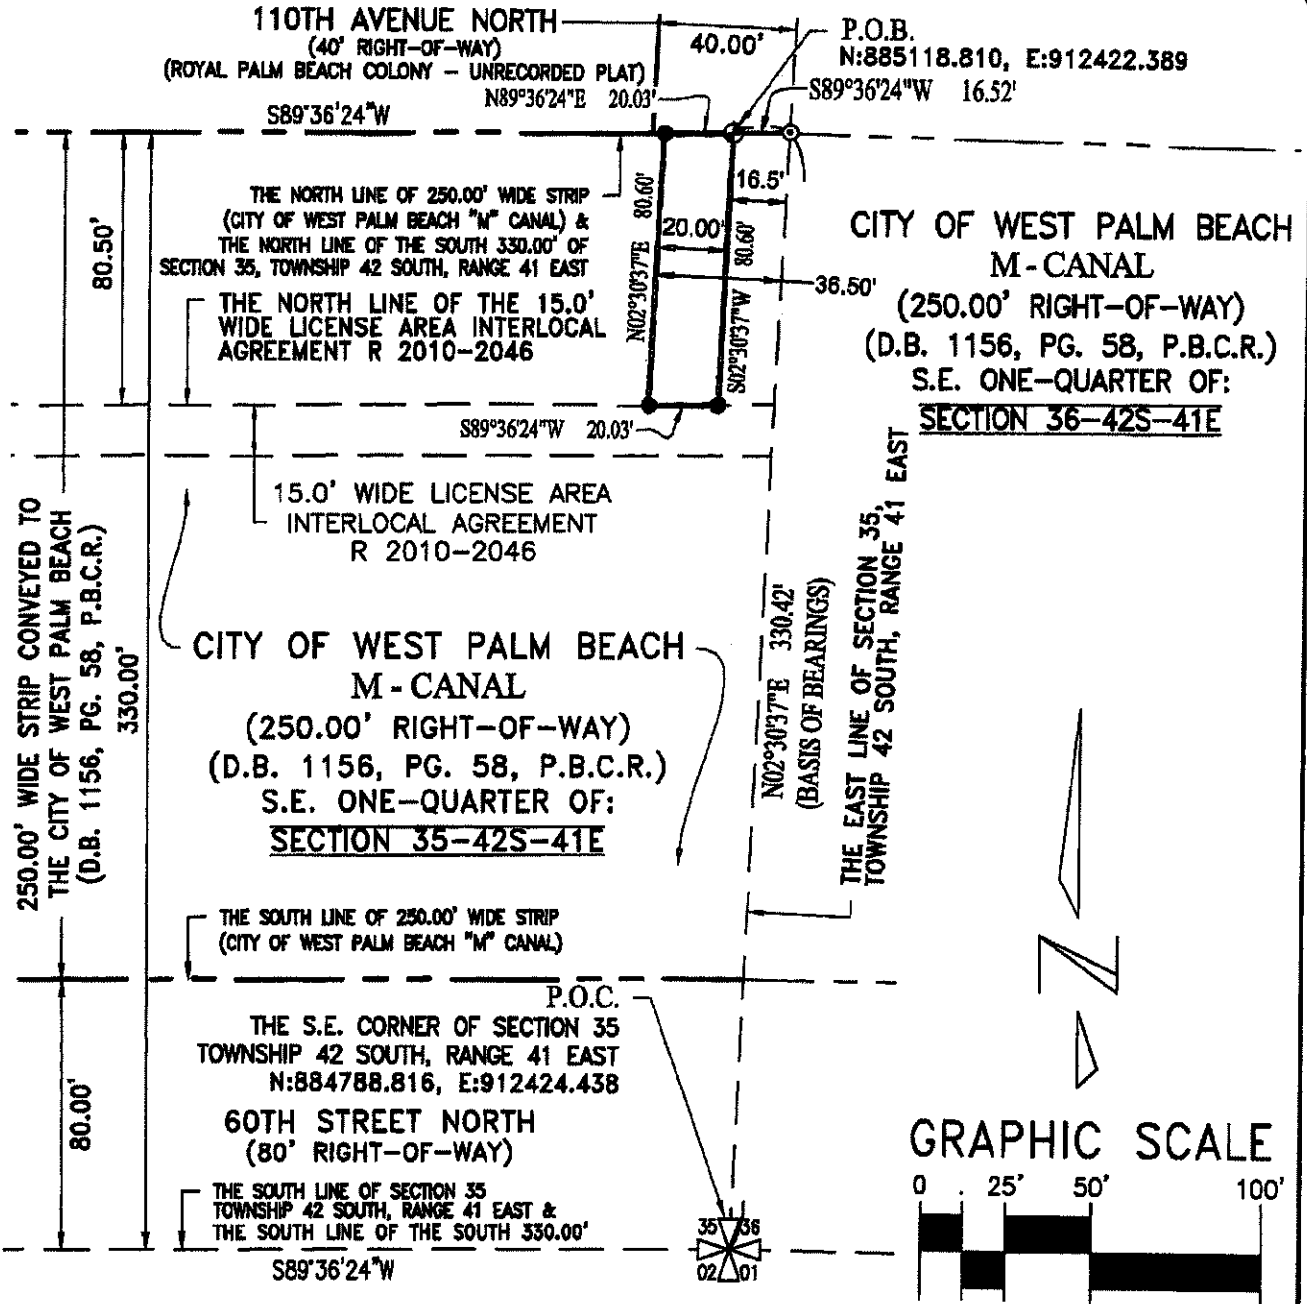 110TH AVENUE NORTH
(40' RIGHT-OF-WAY)
(ROYAL PALM BEACH COLONY - UNRECORDED PLAT)
40.00'
P.O.B.
N:885118.810, E:912422.389
N89°36'24"E 20.03'
S89°36'24"W 16.52'
S89°36'24"W
THE NORTH LINE OF 250.00' WIDE STRIP
(CITY OF WEST PALM BEACH "M" CANAL) &
THE NORTH LINE OF THE SOUTH 330.00' OF
SECTION 35, TOWNSHIP 42 SOUTH, RANGE 41 EAST
80.50'
N02°30'37"E 80.60'
20.00'
S02°30'37"W 80.60'
16.5'
36.50'
CITY OF WEST PALM BEACH
M-CANAL
(250.00' RIGHT-OF-WAY)
(D.B. 1156, PG. 58, P.B.C.R.)
S.E. ONE-QUARTER OF:
SECTION 36-42S-41E
THE NORTH LINE OF THE 15.0'
WIDE LICENSE AREA INTERLOCAL
AGREEMENT R 2010-2046
S89°36'24"W 20.03'
15.0' WIDE LICENSE AREA
INTERLOCAL AGREEMENT
R 2010-2046
250.00' WIDE STRIP CONVEYED TO
THE CITY OF WEST PALM BEACH
(D.B. 1156, PG. 58, P.B.C.R.)
330.00'
CITY OF WEST PALM BEACH
M-CANAL
(250.00' RIGHT-OF-WAY)
(D.B. 1156, PG. 58, P.B.C.R.)
S.E. ONE-QUARTER OF:
SECTION 35-42S-41E
N02°30'37"E 330.42'
(BASIS OF BEARINGS)
THE EAST LINE OF SECTION 35,
TOWNSHIP 42 SOUTH, RANGE 41 EAST
THE SOUTH LINE OF 250.00' WIDE STRIP
(CITY OF WEST PALM BEACH "M" CANAL)
N
P.O.C.
THE S.E. CORNER OF SECTION 35
TOWNSHIP 42 SOUTH, RANGE 41 EAST
N:884788.816, E:912424.438
80.00'
60TH STREET NORTH
(80' RIGHT-OF-WAY)
THE SOUTH LINE OF SECTION 35
TOWNSHIP 42 SOUTH, RANGE 41 EAST &
THE SOUTH LINE OF THE SOUTH 330.00'
S89°36'24"W
35 36
02 01
GRAPHIC SCALE
0 25' 50' 100'